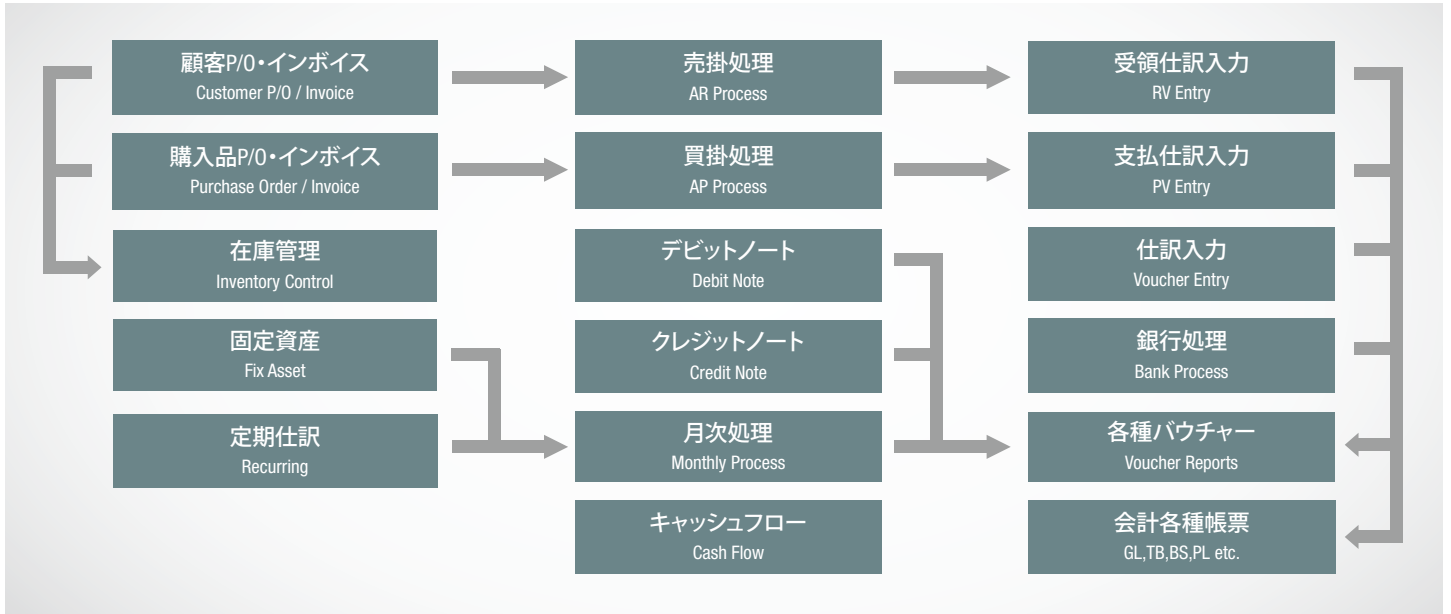 顧客P/O・インボイス
Customer P/O / Invoice
購入品P/O・インボイス
Purchase Order / Invoice
在庫管理
Inventory Control
固定資産
Fix Asset
定期仕訳
Recurring
売掛処理
AR Process
買掛処理
AP Process
デビットノート
Debit Note
クレジットノート
Credit Note
月次処理
Monthly Process
キャッシュフロー
Cash Flow
受領仕訳入力
RV Entry
支払仕訳入力
PV Entry
仕訳入力
Voucher Entry
銀行処理
Bank Process
各種バウチャー
Voucher Reports
会計各種帳票
GL,TB,BS,PL etc.